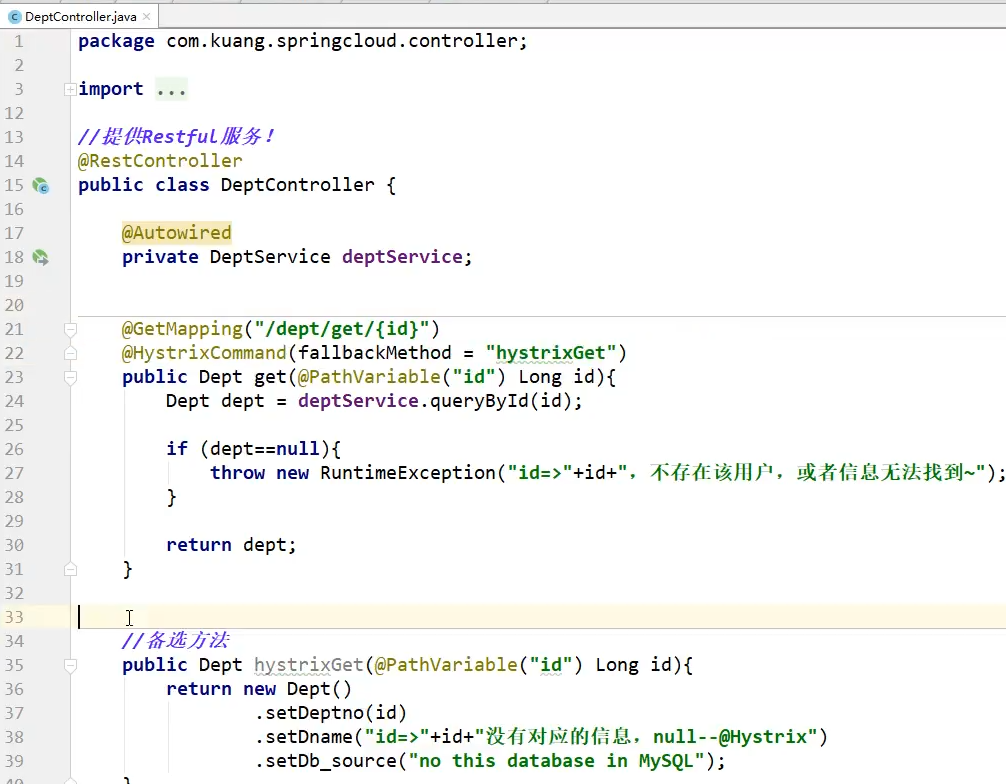 DeptController.java
1 package com.kuang.springcloud.controller;
2
3 import ...
12
13 //提供Restful服务！
14 @RestController
15 public class DeptController {
16
17 @Autowired
18 private DeptService deptService;
19
20
21 @GetMapping("/dept/get/{id}")
22 @HystrixCommand(fallbackMethod = "hystrixGet")
23 public Dept get(@PathVariable("id") Long id){
24 Dept dept = deptService.queryById(id);
25
26 if (dept==null){
27 throw new RuntimeException("id=>"+id+"，不存在该用户，或者信息无法找到~");
28 }
29
30 return dept;
31 }
32
33
34 //备选方法
35 public Dept hystrixGet(@PathVariable("id") Long id){
36 return new Dept()
37 .setDeptno(id)
38 .setDname("id=>"+id+"没有对应的信息，null--@Hystrix")
39 .setDb_source("no this database in MySQL");
40 }